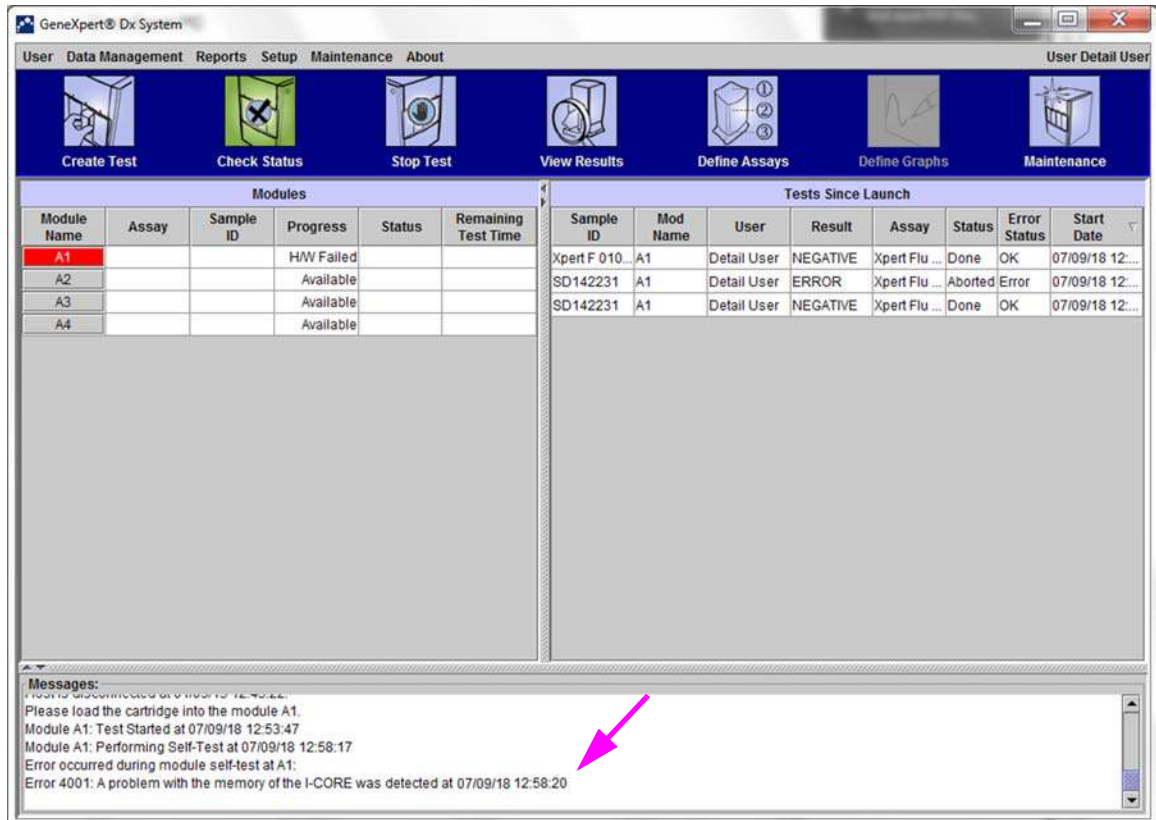 GeneXpert® Dx System
User Data Management Reports Setup Maintenance About User Detail User
Create Test Check Status Stop Test View Results Define Assays Define Graphs Maintenance
Modules
Module Name Assay Sample ID Progress Status Remaining Test Time
A1 H/W Failed
A2 Available
A3 Available
A4 Available
Tests Since Launch
Sample ID Mod Name User Result Assay Status Error Status Start Date
Xpert F 010... A1 Detail User NEGATIVE Xpert Flu ... Done OK 07/09/18 12:...
SD142231 A1 Detail User ERROR Xpert Flu ... Aborted Error 07/09/18 12:...
SD142231 A1 Detail User NEGATIVE Xpert Flu ... Done OK 07/09/18 12:...
Messages:
Please load the cartridge into the module A1.
Module A1: Test Started at 07/09/18 12:53:47
Module A1: Performing Self-Test at 07/09/18 12:58:17
Error occurred during module self-test at A1:
Error 4001: A problem with the memory of the I-CORE was detected at 07/09/18 12:58:20